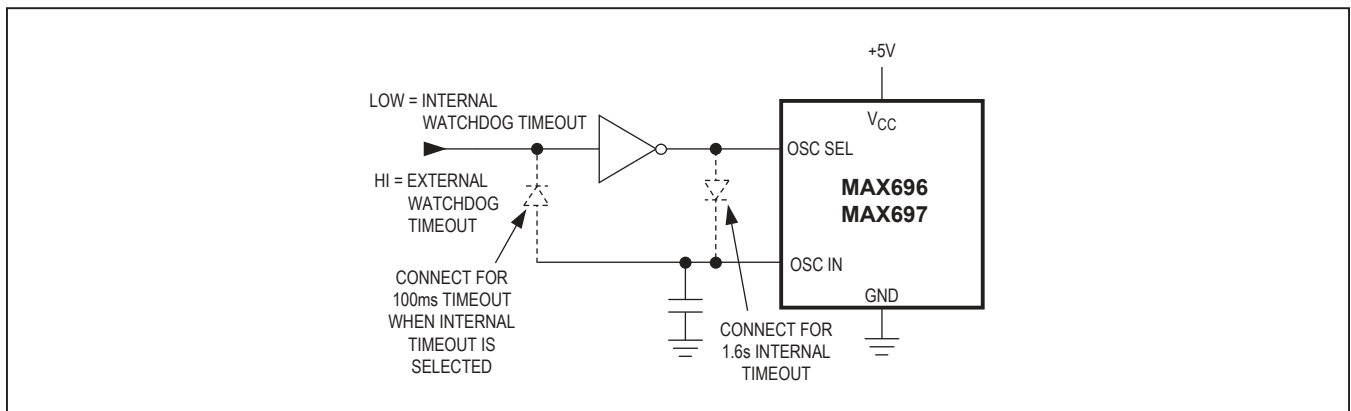 +5V
LOW = INTERNAL
WATCHDOG TIMEOUT
VCC
OSC SEL
HI = EXTERNAL
WATCHDOG
TIMEOUT
MAX696
MAX697
OSC IN
CONNECT FOR
100ms TIMEOUT
WHEN INTERNAL
TIMEOUT IS
SELECTED
GND
CONNECT FOR
1.6s INTERNAL
TIMEOUT